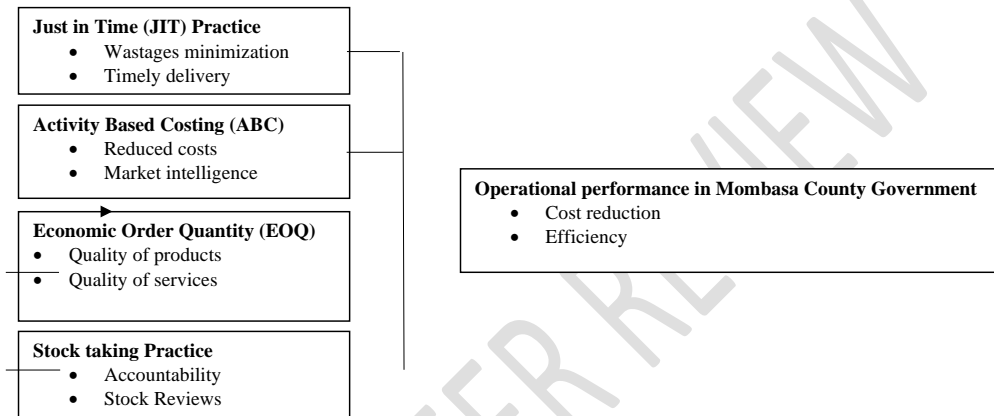 Just in Time (JIT) Practice
• Wastages minimization
• Timely delivery
Activity Based Costing (ABC)
• Reduced costs
• Market intelligence
Economic Order Quantity (EOQ)
• Quality of products
• Quality of services
Stock taking Practice
• Accountability
• Stock Reviews
Operational performance in Mombasa County Government
• Cost reduction
• Efficiency
ER REVIEW